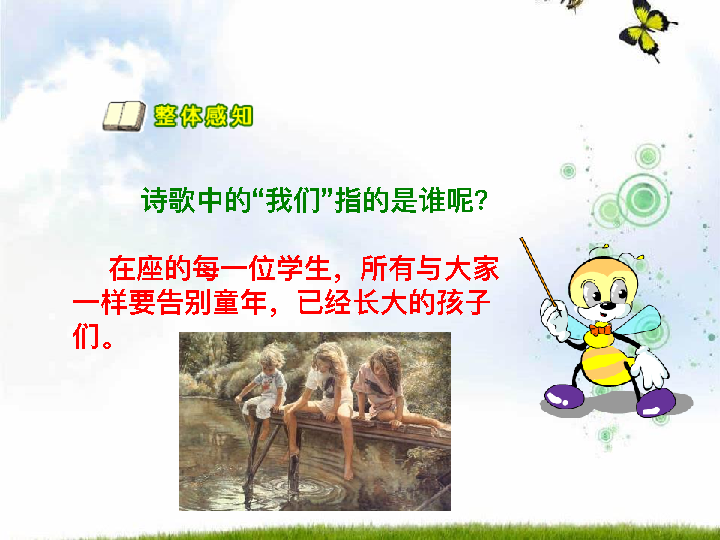 整体感知
诗歌中的“我们”指的是谁呢？
在座的每一位学生，所有与大家
一样要告别童年，已经长大的孩子
们。